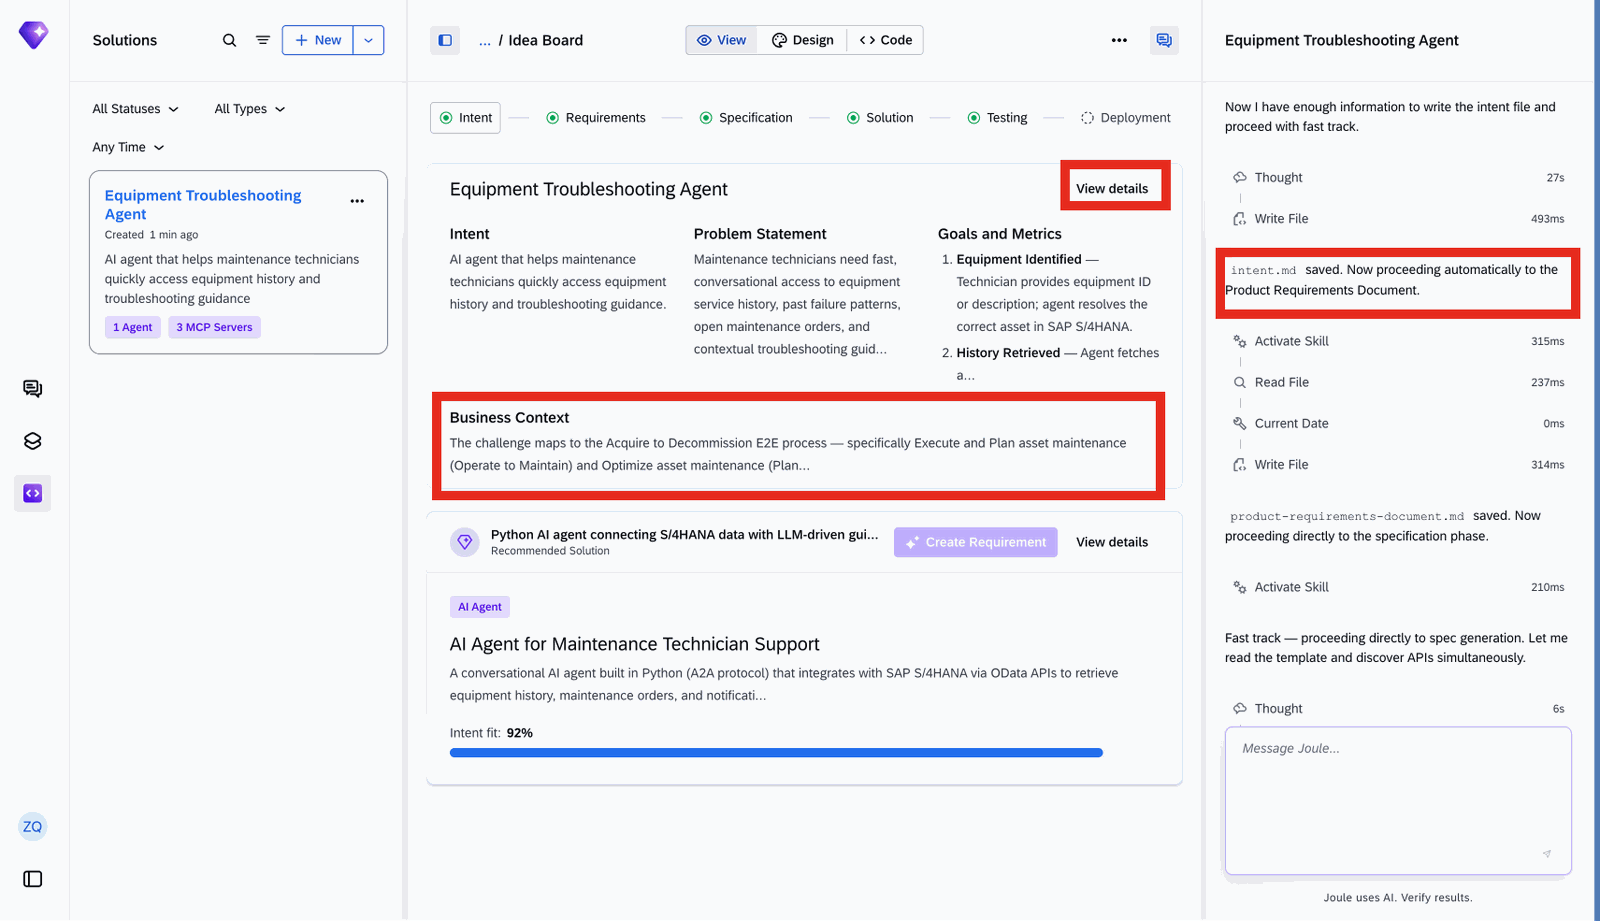 Solutions
New
... / Idea Board
View
Design
Code
Equipment Troubleshooting Agent
All Statuses
All Types
Any Time
Equipment Troubleshooting
Agent
Created 1 min ago
AI agent that helps maintenance technicians
quickly access equipment history and
troubleshooting guidance
1 Agent
3 MCP Servers
ZQ
Intent
Requirements
Specification
Solution
Testing
Deployment
Equipment Troubleshooting Agent
View details
Intent
AI agent that helps maintenance
technicians quickly access equipment
history and troubleshooting guidance.
Problem Statement
Maintenance technicians need fast,
conversational access to equipment
service history, past failure patterns,
open maintenance orders, and
contextual troubleshooting guid...
Goals and Metrics
1. Equipment Identified —
Technician provides equipment ID
or description; agent resolves the
correct asset in SAP S/4HANA.
2. History Retrieved — Agent fetches
a...
Business Context
The challenge maps to the Acquire to Decommission E2E process — specifically Execute and Plan asset maintenance
(Operate to Maintain) and Optimize asset maintenance (Plan...
Python AI agent connecting S/4HANA data with LLM-driven gui...
Recommended Solution
Create Requirement
View details
AI Agent
AI Agent for Maintenance Technician Support
A conversational AI agent built in Python (A2A protocol) that integrates with SAP S/4HANA via OData APIs to retrieve
equipment history, maintenance orders, and notificati...
Intent fit: 92%
Now I have enough information to write the intent file and
proceed with fast track.
Thought 27s
Write File 493ms
intent.md saved. Now proceeding automatically to the
Product Requirements Document.
Activate Skill 315ms
Read File 237ms
Current Date 0ms
Write File 314ms
product-requirements-document.md saved. Now
proceeding directly to the specification phase.
Activate Skill 210ms
Fast track — proceeding directly to spec generation. Let me
read the template and discover APIs simultaneously.
Thought 6s
Message Joule...
Joule uses AI. Verify results.